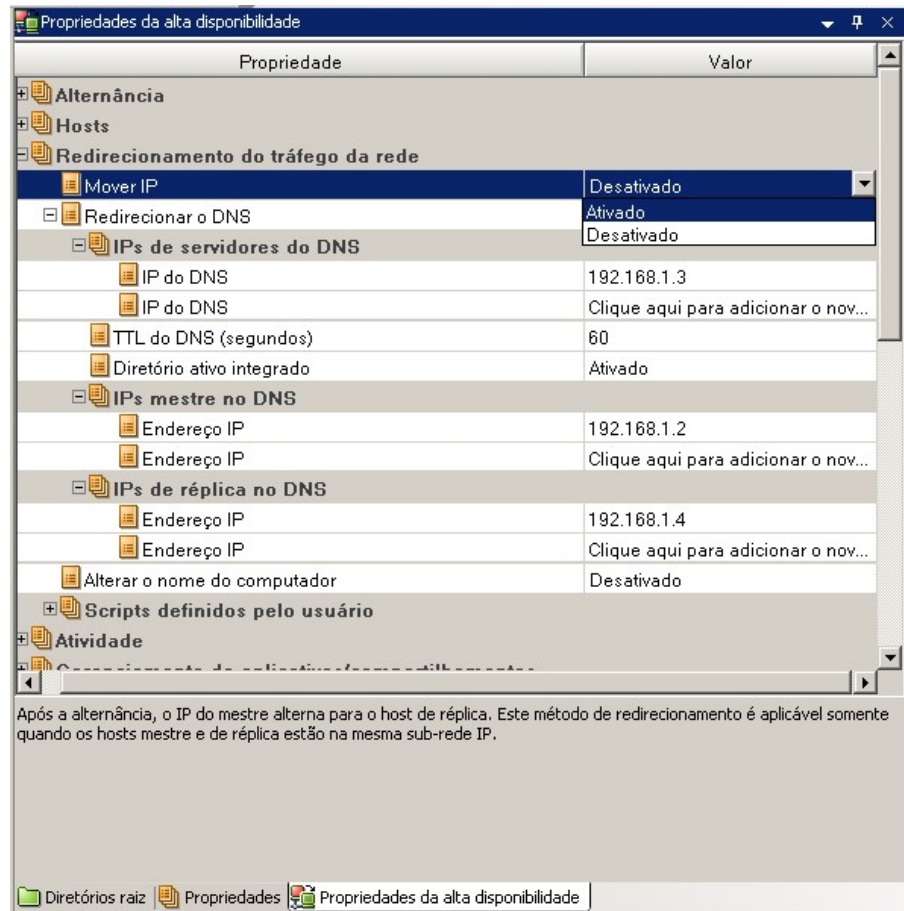 Propriedades da alta disponibilidade
Propriedade Valor
Alternância
Hosts
Redirecionamento do tráfego da rede
Mover IP Desativado
Ativado
Redirecionar o DNS
Desativado
IPs de servidores do DNS
IP do DNS 192.168.1.3
IP do DNS Clique aqui para adicionar o nov...
TTL do DNS (segundos) 60
Diretório ativo integrado Ativado
IPs mestre no DNS
Endereço IP 192.168.1.2
Endereço IP Clique aqui para adicionar o nov...
IPs de réplica no DNS
Endereço IP 192.168.1.4
Endereço IP Clique aqui para adicionar o nov...
Alterar o nome do computador Desativado
Scripts definidos pelo usuário
Atividade
Após a alternância, o IP do mestre alterna para o host de réplica. Este método de redirecionamento é aplicável somente
quando os hosts mestre e de réplica estão na mesma sub-rede IP.
Diretórios raiz Propriedades Propriedades da alta disponibilidade